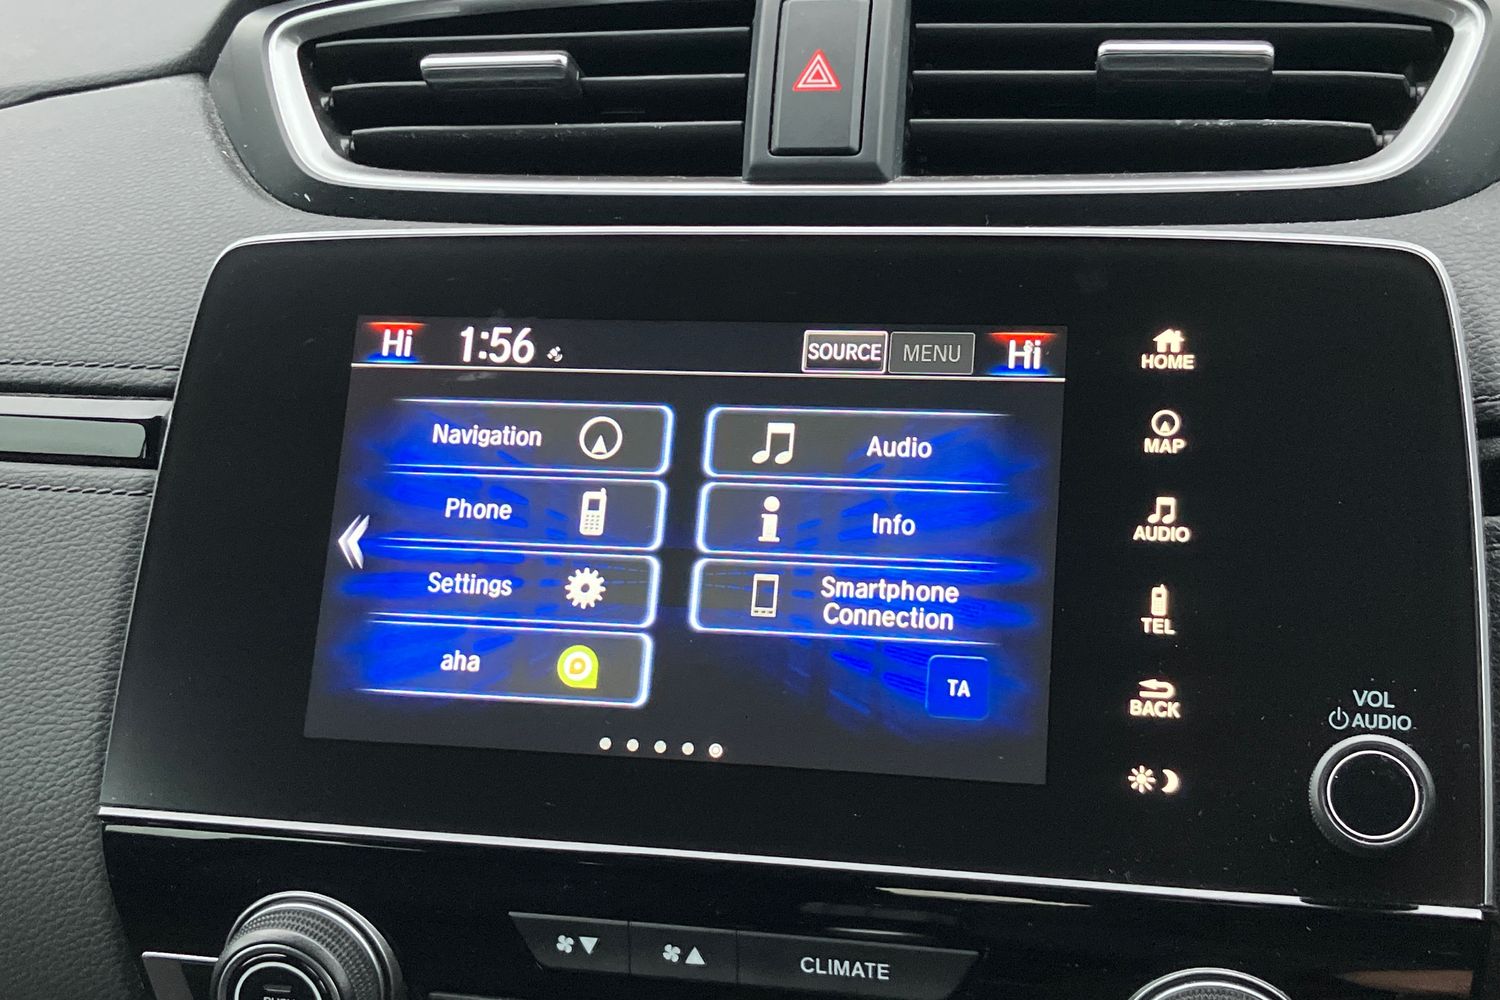 Hi 1:56 SOURCE MENU Hi
Navigation
Audio
Phone
Info
Settings
Smartphone
Connection
aha
TA
HOME
MAP
AUDIO
TEL
BACK
VOL
AUDIO
CLIMATE